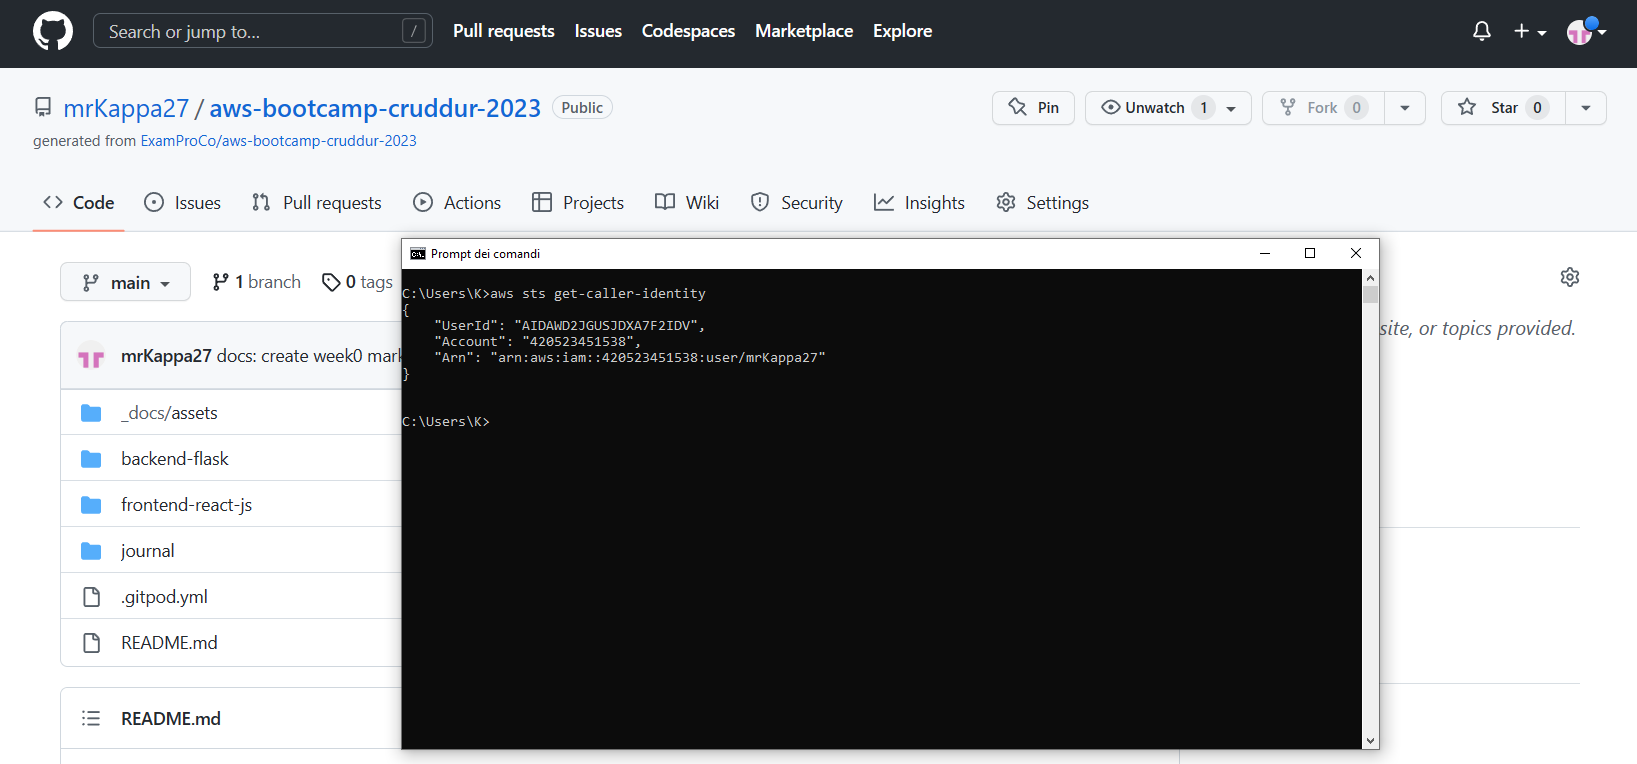 Search or jump to... / Pull requests Issues Codespaces Marketplace Explore
mrKappa27 / aws-bootcamp-cruddur-2023 Public Pin Unwatch 1 Fork 0 Star 0
generated from ExamProCo/aws-bootcamp-cruddur-2023
Code Issues Pull requests Actions Projects Wiki Security Insights Settings
main 1 branch 0 tags
mrKappa27 docs: create week0 mark
_docs/assets
backend-flask
frontend-react-js
journal
.gitpod.yml
README.md
README.md
site, or topics provided.
Prompt dei comandi
C:\Users\K>aws sts get-caller-identity
{
"UserId": "AIDAWD2JGUSJDXA7F2IDV",
"Account": "420523451538",
"Arn": "arn:aws:iam::420523451538:user/mrKappa27"
}
C:\Users\K>